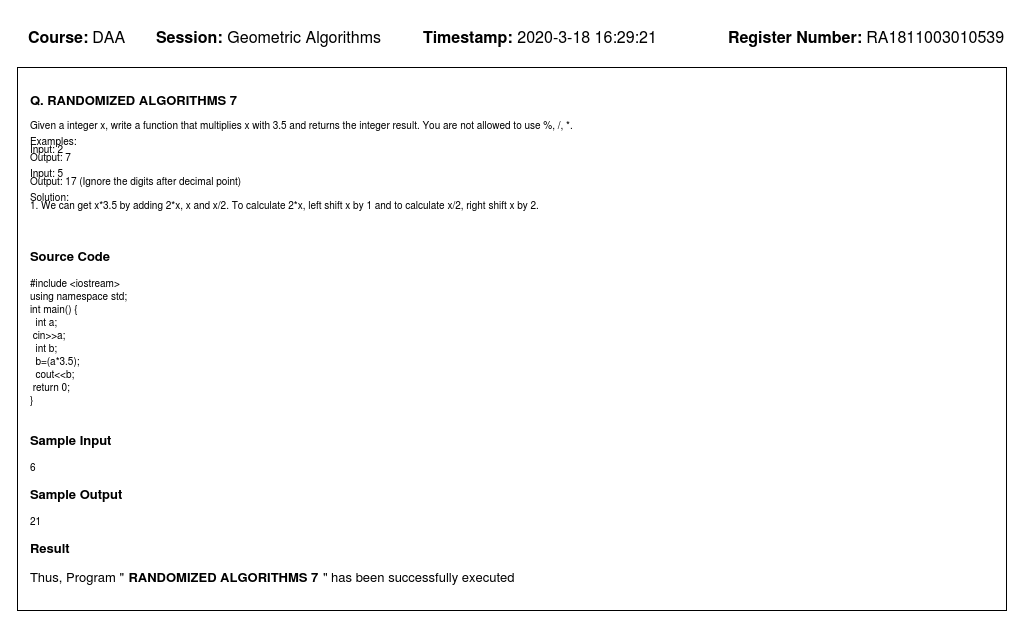 Course: DAA Session: Geometric Algorithms Timestamp: 2020-3-18 16:29:21 Register Number: RA1811003010539
Q. RANDOMIZED ALGORITHMS 7
Given a integer x, write a function that multiplies x with 3.5 and returns the integer result. You are not allowed to use %, /, *.
Examples:
Input: 2
Output: 7
Input: 5
Output: 17 (Ignore the digits after decimal point)
Solution:
1. We can get x*3.5 by adding 2*x, x and x/2. To calculate 2*x, left shift x by 1 and to calculate x/2, right shift x by 2.
Source Code
#include <iostream>
using namespace std;
int main() {
int a;
cin>>a;
int b;
b=(a*3.5);
cout<<b;
return 0;
}
Sample Input
6
Sample Output
21
Result
Thus, Program " RANDOMIZED ALGORITHMS 7 " has been successfully executed